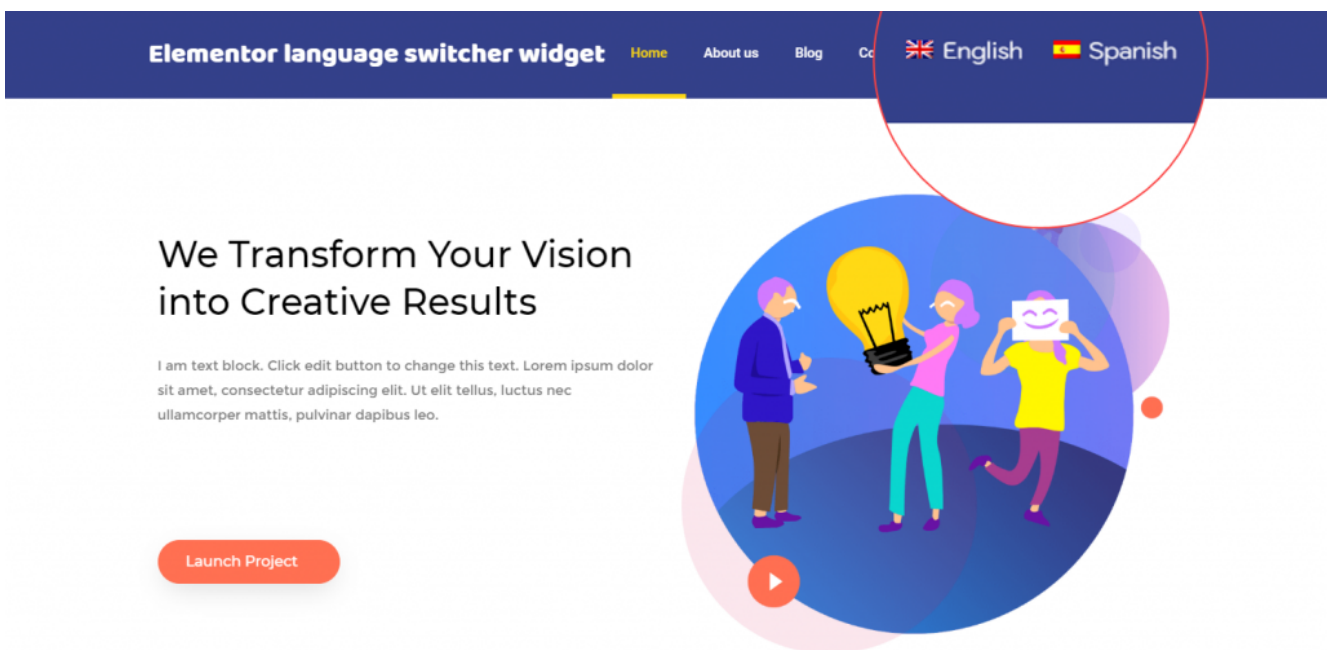 Elementor language switcher widget
Home
About us
Blog
English
Spanish
We Transform Your Vision
into Creative Results
I am text block. Click edit button to change this text. Lorem ipsum dolor
sit amet, consectetur adipiscing elit. Ut elit tellus, luctus nec
ullamcorper mattis, pulvinar dapibus leo.
Launch Project